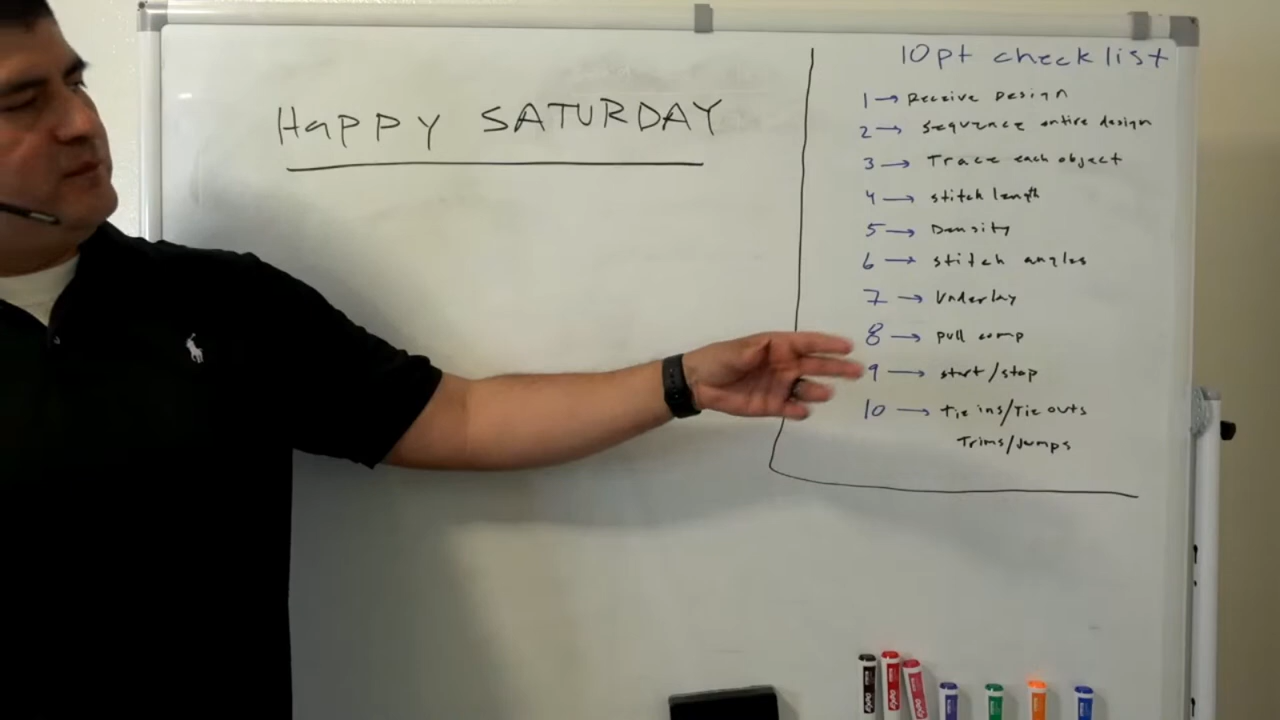 Happy SATURDAY
10pt checklist
1 → Receive Design
2 → Sequence entire design
3 → Trace each object
4 → stitch length
5 → Density
6 → stitch angles
7 → Underlay
8 → pull comp
9 → start/stop
10 → Tie ins/Tie outs
Trims/Jumps
EXPO
EXPO